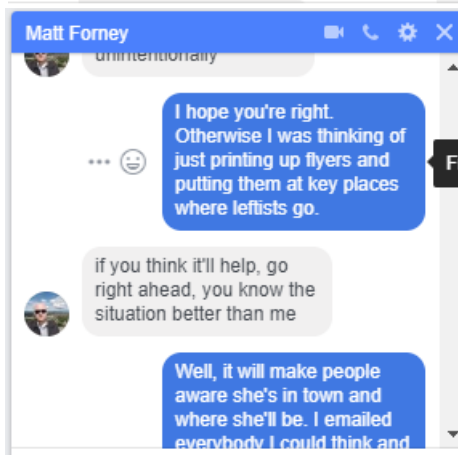 Matt Forney
unintentionally
I hope you're right.
Otherwise I was thinking of
just printing up flyers and
putting them at key places
where leftists go.
F
if you think it'll help, go
right ahead, you know the
situation better than me
Well, it will make people
aware she's in town and
where she'll be. I emailed
everybody I could think and